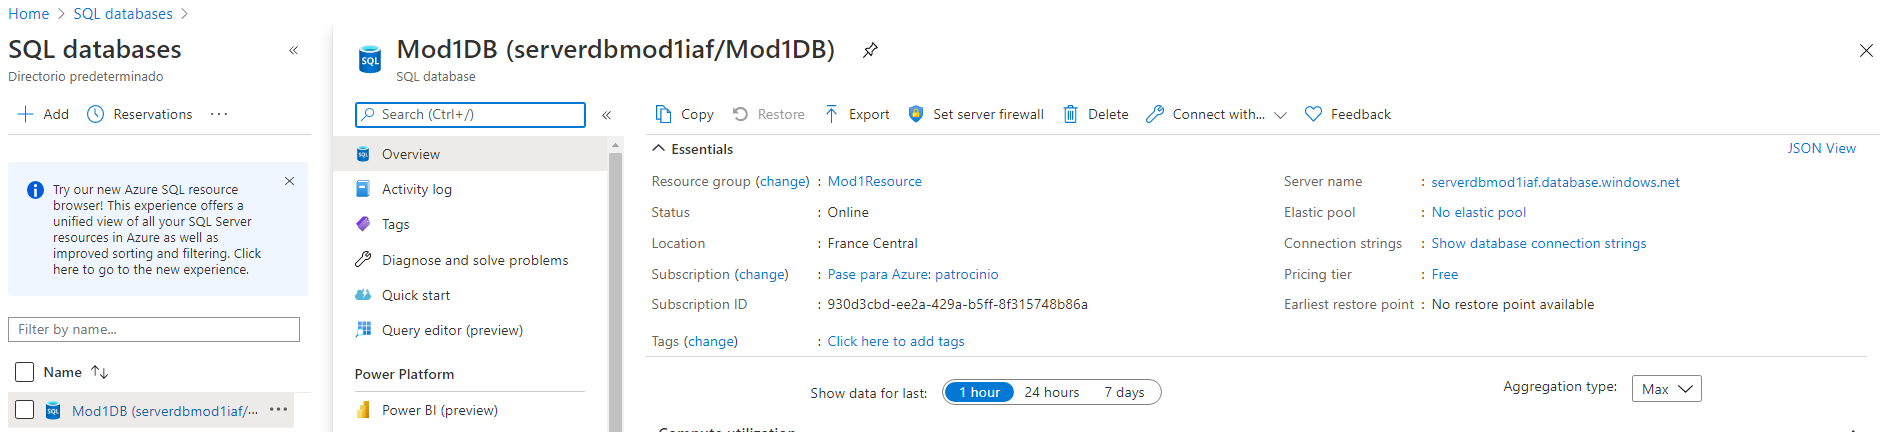 Home > SQL databases >
SQL databases «
Directorio predeterminado
+ Add Reservations ...
Try our new Azure SQL resource
browser! This experience offers a
unified view of all your SQL Server
resources in Azure as well as
improved sorting and filtering. Click
here to go to the new experience.
Filter by name...
Name ↑↓
Mod1DB (serverdbmod1iaf/... ...
Mod1DB (serverdbmod1iaf/Mod1DB)
SQL database
Search (Ctrl+/) «
Overview
Activity log
Tags
Diagnose and solve problems
Quick start
Query editor (preview)
Power Platform
Power BI (preview)
Copy Restore Export Set server firewall Delete Connect with... Feedback
Essentials JSON View
Resource group (change) : Mod1Resource
Status : Online
Location : France Central
Subscription (change) : Pase para Azure: patrocinio
Subscription ID : 930d3cbd-ee2a-429a-b5ff-8f315748b86a
Tags (change) : Click here to add tags
Server name : serverdbmod1iaf.database.windows.net
Elastic pool : No elastic pool
Connection strings : Show database connection strings
Pricing tier : Free
Earliest restore point : No restore point available
Show data for last: 1 hour 24 hours 7 days Aggregation type: Max
Compute utilization